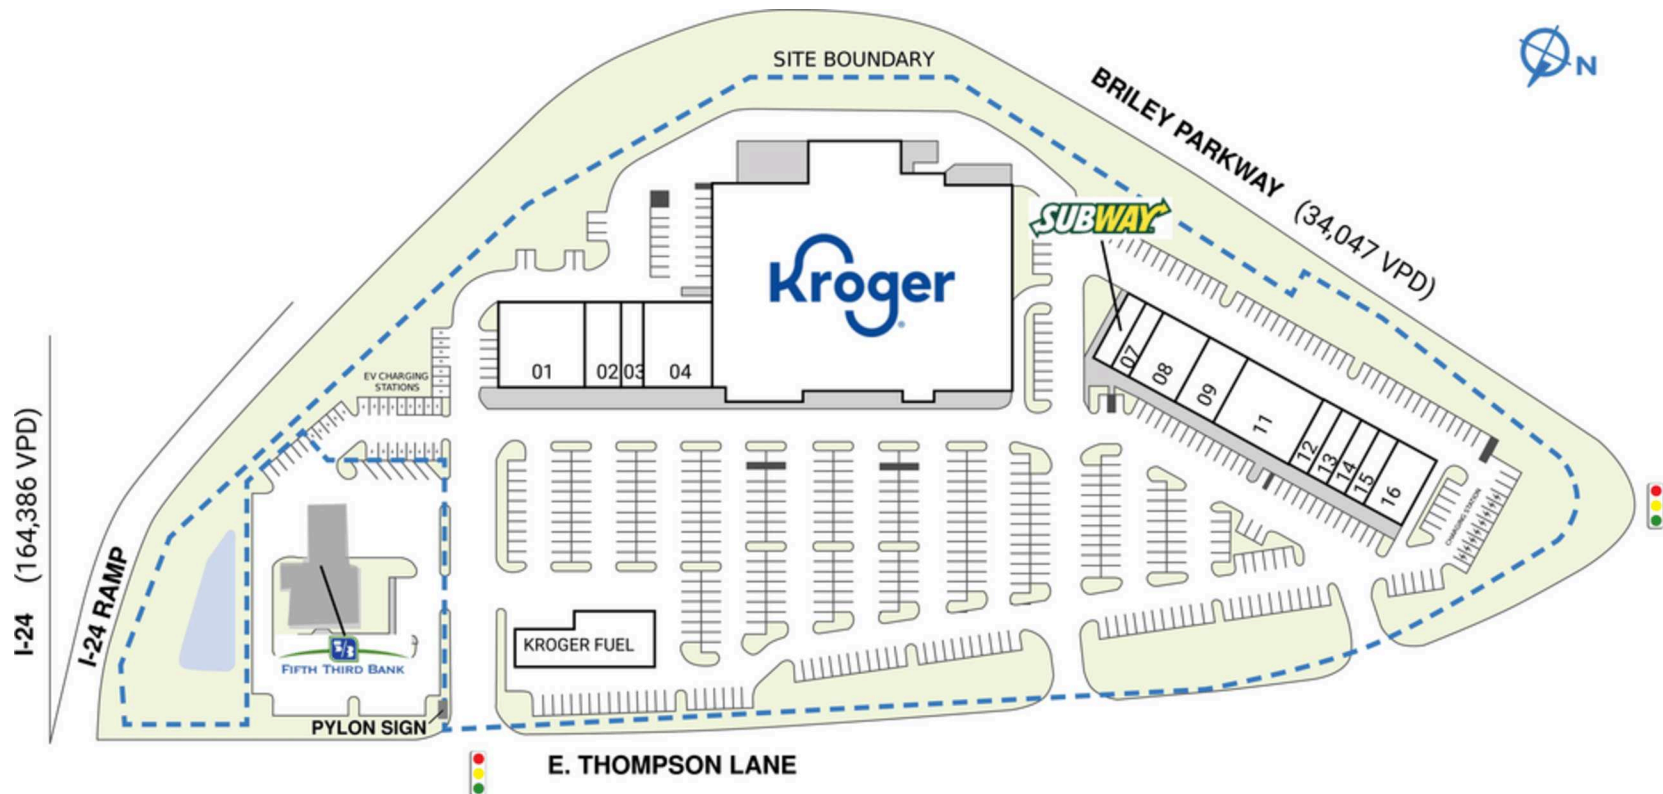 SITE BOUNDARY
N
BRILEY PARKWAY (34,047 VPD)
SUBWAY
Kroger
EV CHARGING
STATIONS
01
02
03
04
07
08
09
11
12
13
14
15
16
CHARGING STATION
I-24 (164,386 VPD)
I-24 RAMP
KROGER FUEL
FIFTH THIRD BANK
PYLON SIGN
E. THOMPSON LANE